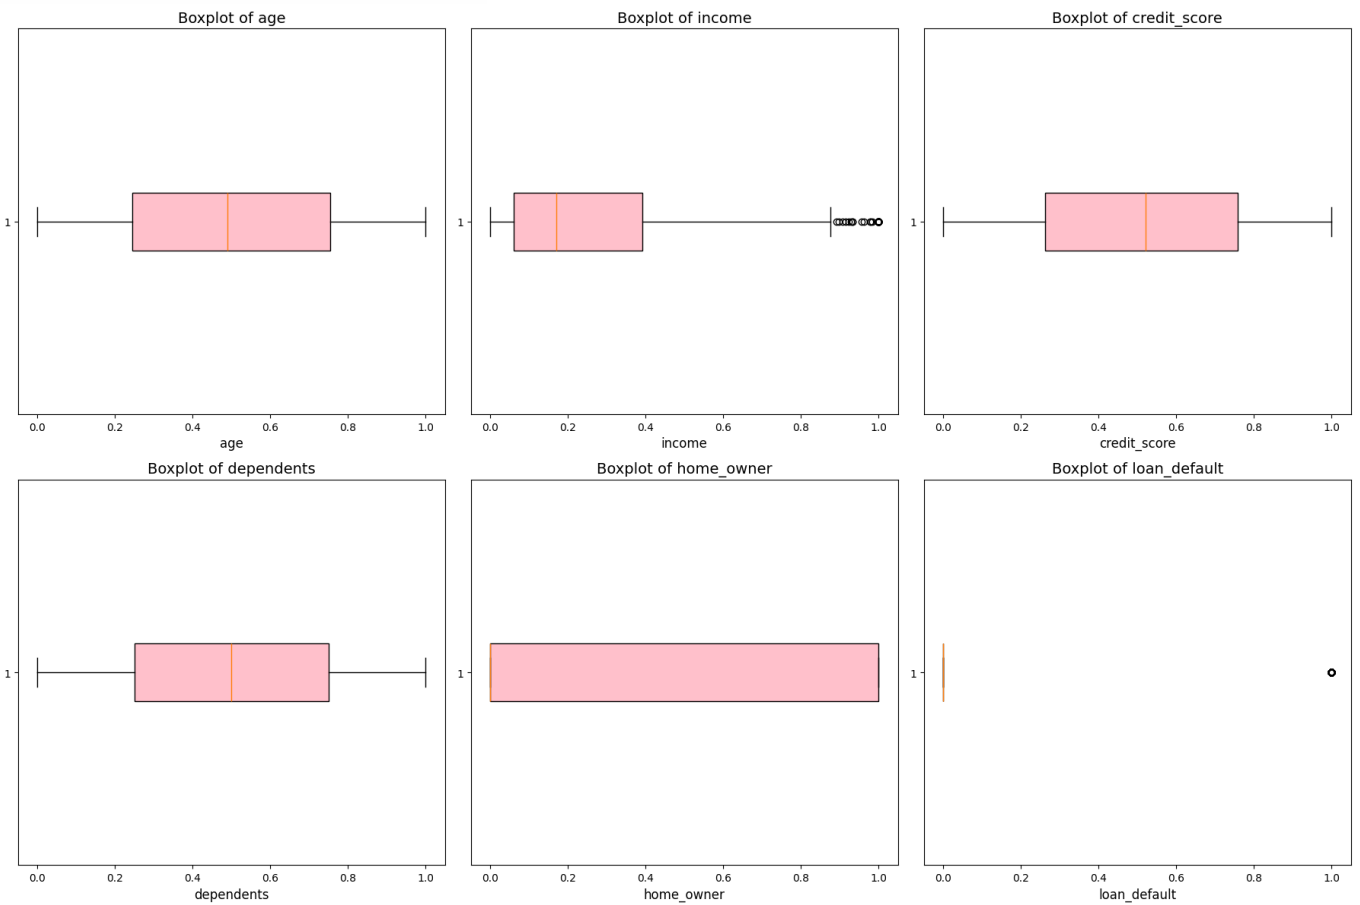 Boxplot of age
1
0.0 0.2 0.4 0.6 0.8 1.0
age
Boxplot of income
1
0.0 0.2 0.4 0.6 0.8 1.0
income
Boxplot of credit_score
1
0.0 0.2 0.4 0.6 0.8 1.0
credit_score
Boxplot of dependents
1
0.0 0.2 0.4 0.6 0.8 1.0
dependents
Boxplot of home_owner
1
0.0 0.2 0.4 0.6 0.8 1.0
home_owner
Boxplot of loan_default
1
0.0 0.2 0.4 0.6 0.8 1.0
loan_default